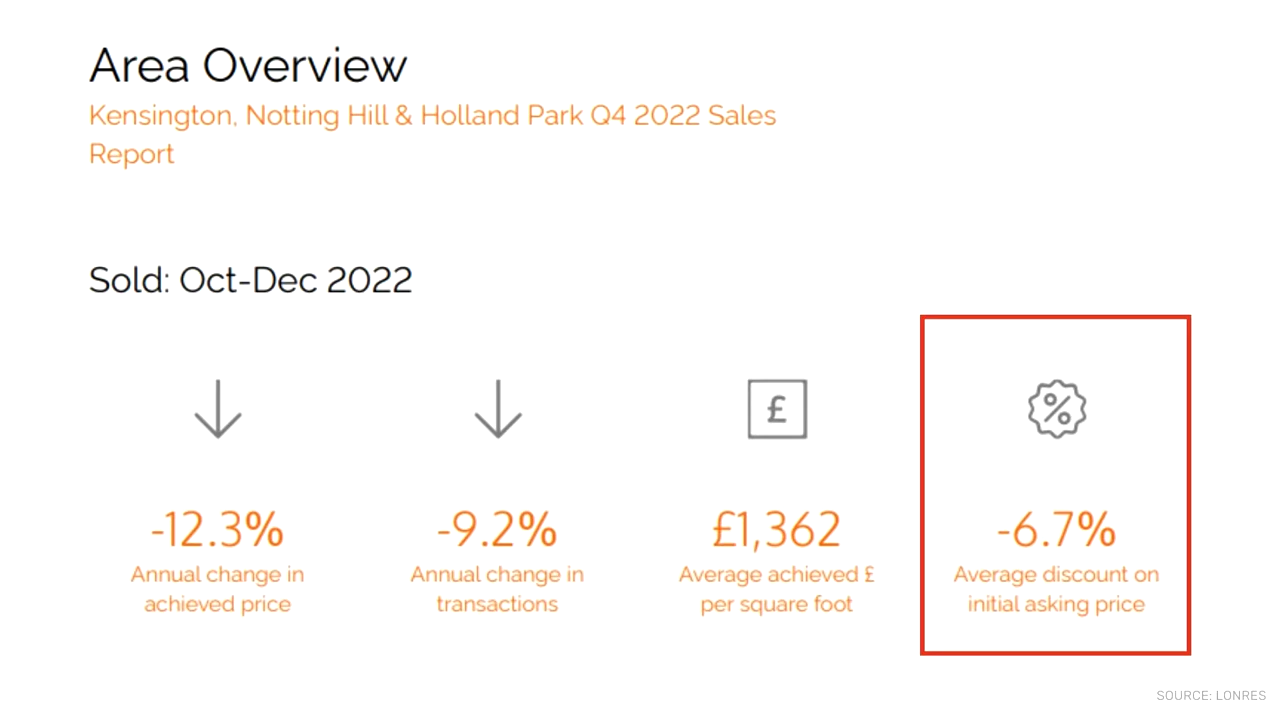 Area Overview
Kensington, Notting Hill & Holland Park Q4 2022 Sales
Report
Sold: Oct-Dec 2022
£
%
-12.3%
Annual change in
achieved price
-9.2%
Annual change in
transactions
£1,362
Average achieved £
per square foot
-6.7%
Average discount on
initial asking price
SOURCE: LONRES